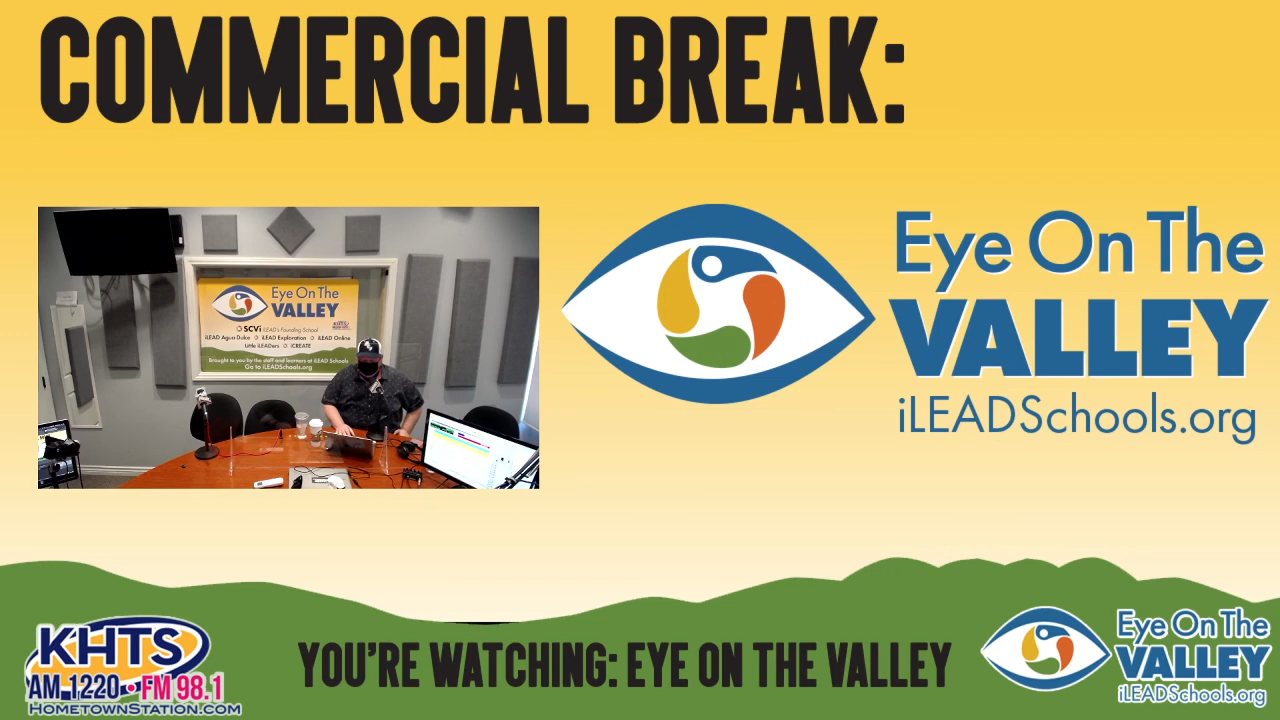 COMMERCIAL BREAK:
Eye On The
VALLEY
SCVi iLEAD's Founding School
iLEAD Agua Dulce iLEAD Exploration iLEAD Online
Little iLEADers iCREATE
Brought to you by the staff and learners at iLEAD Schools
Go to iLEADSchools.org
Eye On The
VALLEY
iLEADSchools.org
KHTS
AM 1220 • FM 98.1
HOMETOWNSTATION.COM
YOU'RE WATCHING: EYE ON THE VALLEY
Eye On The
VALLEY
iLEADSchools.org